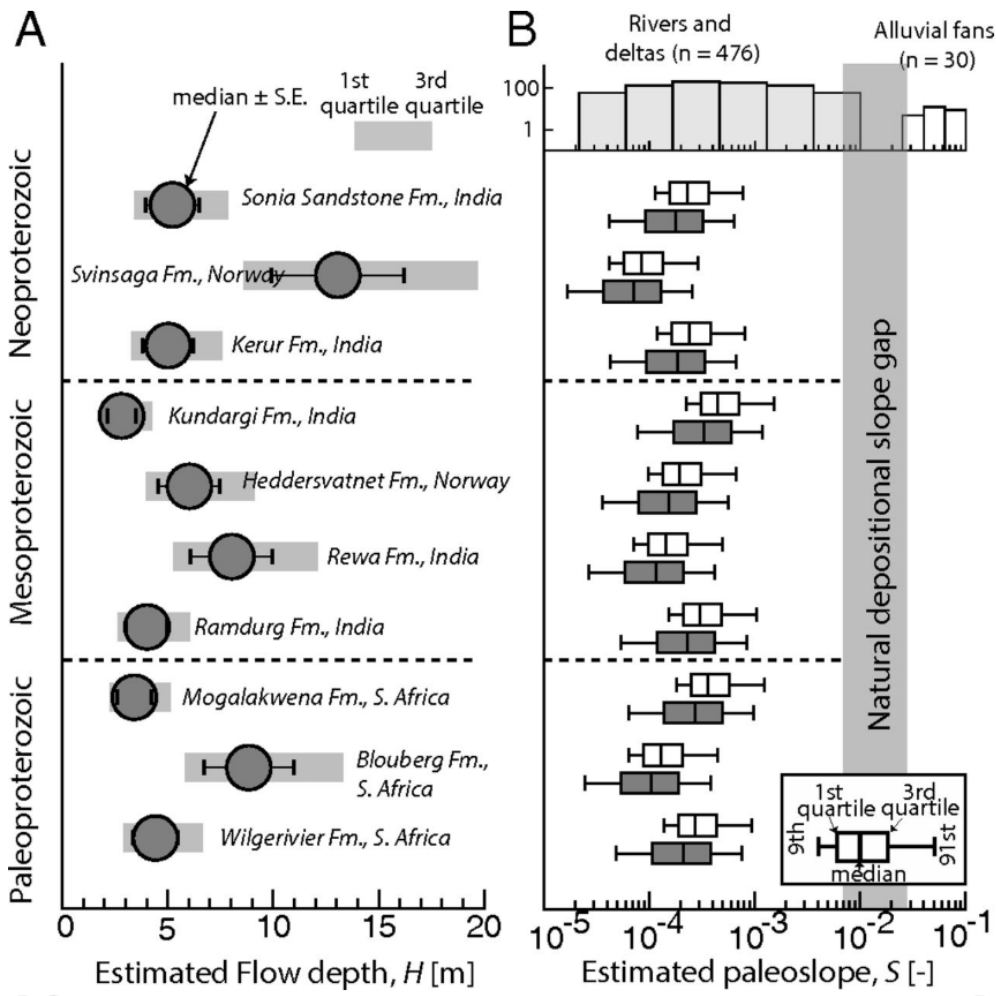 A
median ± S.E.
1st quartile
3rd quartile
Neoproterozoic
Sonia Sandstone Fm., India
Svinsaga Fm., Norway
Kerur Fm., India
Mesoproterozoic
Kundargi Fm., India
Heddersvatnet Fm., Norway
Rewa Fm., India
Ramdurg Fm., India
Paleoproterozoic
Mogalakwena Fm., S. Africa
Blouberg Fm.,
S. Africa
Wilgerivier Fm., S. Africa
0 5 10 15 20
Estimated Flow depth, H [m]
B
Rivers and
deltas (n = 476)
Alluvial fans
(n = 30)
100
1
Natural depositional slope gap
1st
quartile
3rd
quartile
9th
91st
median
10-5 10-4 10-3 10-2 10-1
Estimated paleoslope, S [-]